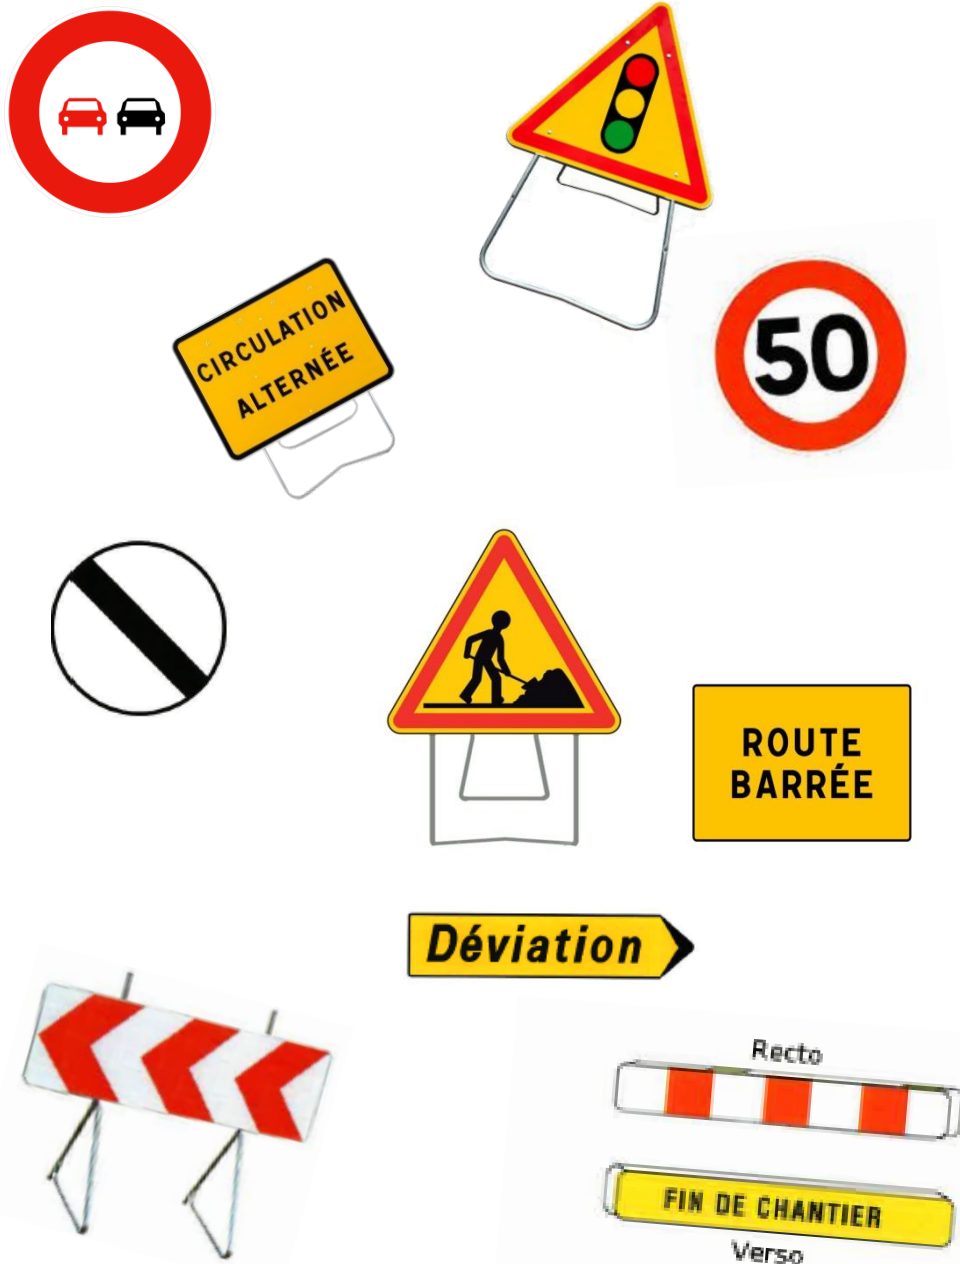 CIRCULATION
ALTERNÉE
50
ROUTE
BARRÉE
Déviation
Recto
FIN DE CHANTIER
Verso